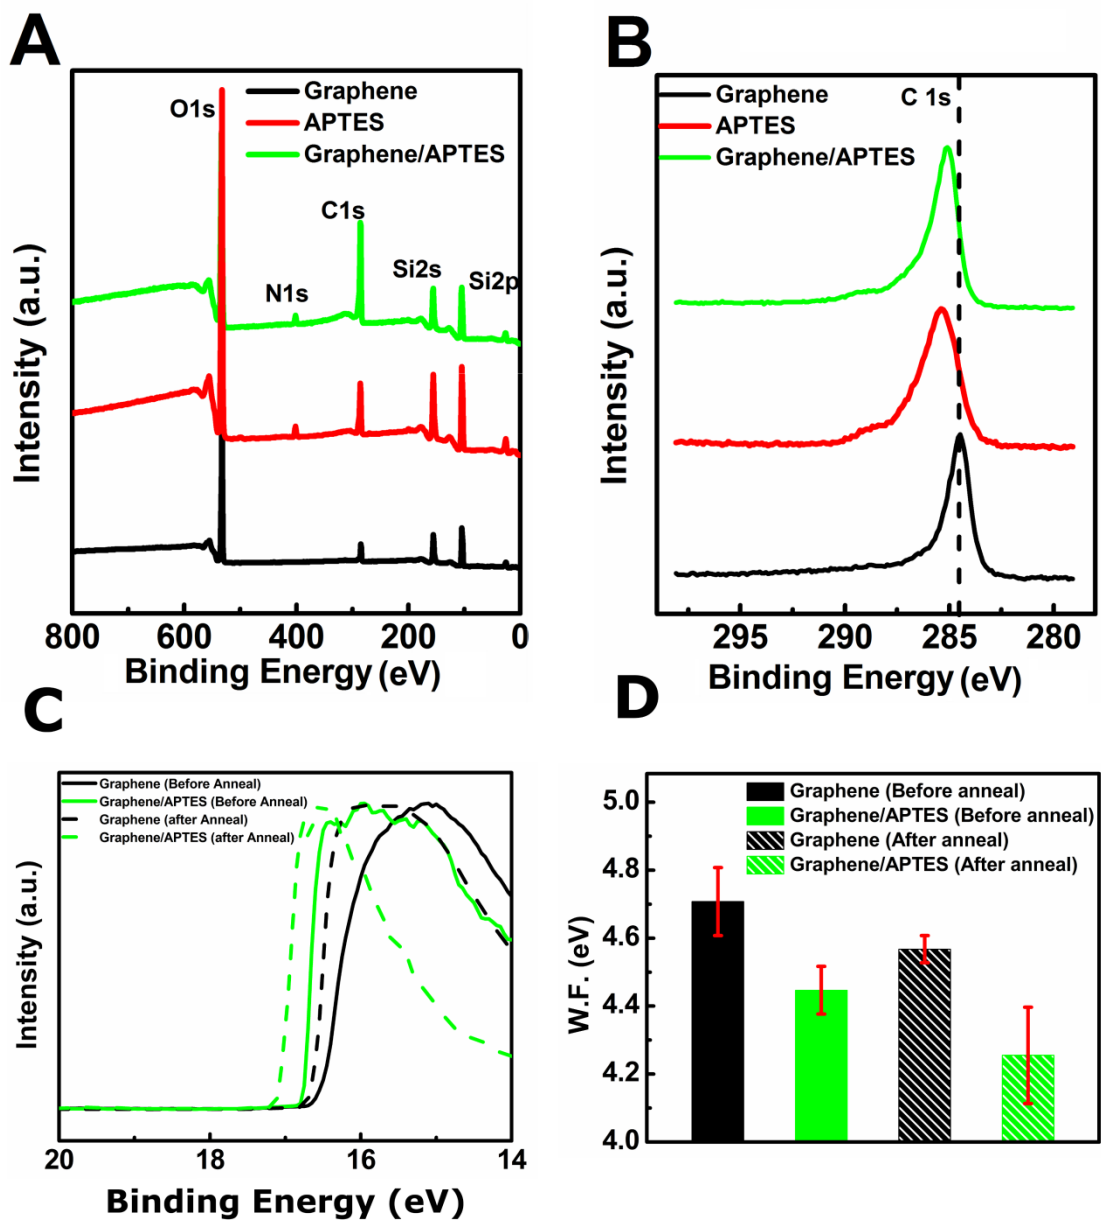 A
Graphene
APTES
Graphene/APTES
O1s
C1s
N1s
Si2s
Si2p
Intensity (a.u.)
800 600 400 200 0
Binding Energy (eV)
B
Graphene
APTES
Graphene/APTES
C 1s
Intensity (a.u.)
295 290 285 280
Binding Energy (eV)
C
Graphene (Before Anneal)
Graphene/APTES (Before Anneal)
Graphene (after Anneal)
Graphene/APTES (after Anneal)
Intensity (a.u.)
20 18 16 14
Binding Energy (eV)
D
Graphene (Before anneal)
Graphene/APTES (Before anneal)
Graphene (After anneal)
Graphene/APTES (After anneal)
W.F. (eV)
5.0
4.8
4.6
4.4
4.2
4.0